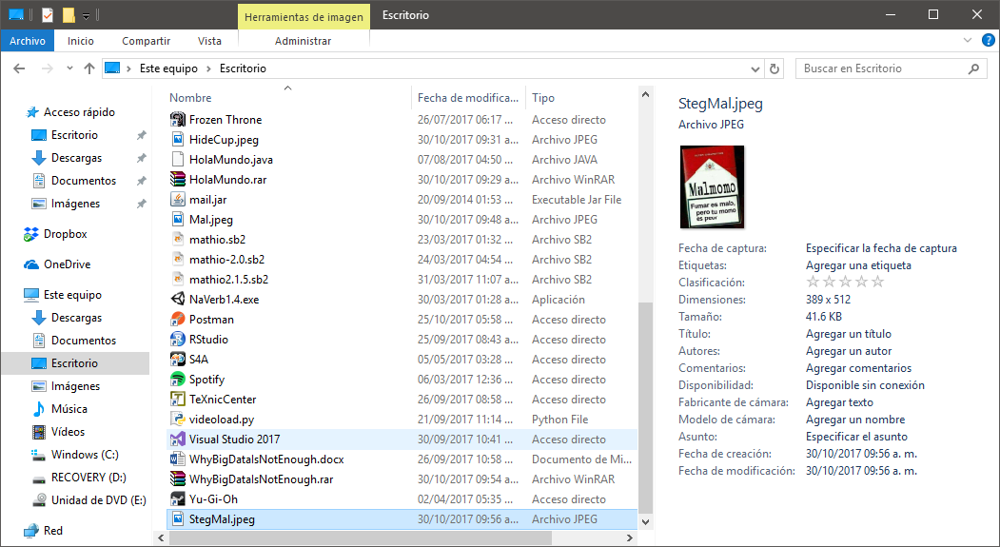 Herramientas de imagen
Escritorio
Archivo
Inicio
Compartir
Vista
Administrar
Este equipo
Escritorio
Buscar en Escritorio
Acceso rápido
Escritorio
Descargas
Documentos
Imágenes
Dropbox
OneDrive
Este equipo
Descargas
Documentos
Escritorio
Imágenes
Música
Vídeos
Windows (C:)
RECOVERY (D:)
Unidad de DVD (E:)
Red
Nombre Fecha de modifica... Tipo
Frozen Throne 26/07/2017 06:17 ... Acceso directo
HideCup.jpeg 30/10/2017 09:31 a... Archivo JPEG
HolaMundo.java 07/08/2017 04:50 ... Archivo JAVA
HolaMundo.rar 30/10/2017 09:29 a... Archivo WinRAR
mail.jar 20/09/2014 01:53 ... Executable Jar File
Mal.jpeg 30/10/2017 09:48 a... Archivo JPEG
mathio.sb2 23/03/2017 01:32 ... Archivo SB2
mathio-2.0.sb2 24/03/2017 04:54 ... Archivo SB2
mathio2.1.5.sb2 31/03/2017 11:07 a... Archivo SB2
NaVerb1.4.exe 30/03/2017 01:28 a... Aplicación
Postman 25/10/2017 05:58 ... Acceso directo
RStudio 25/09/2017 08:43 a... Acceso directo
S4A 05/05/2017 03:28 ... Acceso directo
Spotify 06/03/2017 12:36 ... Acceso directo
TeXnicCenter 26/09/2017 08:58 ... Acceso directo
videoload.py 21/09/2017 11:14 ... Python File
Visual Studio 2017 30/09/2017 10:41 ... Acceso directo
WhyBigDataIsNotEnough.docx 26/09/2017 10:58 ... Documento de Mi...
WhyBigDataIsNotEnough.rar 30/10/2017 09:54 a... Archivo WinRAR
Yu-Gi-Oh 02/04/2017 05:35 ... Acceso directo
StegMal.jpeg 30/10/2017 09:56 a... Archivo JPEG
StegMal.jpeg
Archivo JPEG
Malmomo
Fumar es malo,
pero tu momo
es peor
Fecha de captura: Especificar la fecha de captura
Etiquetas: Agregar una etiqueta
Clasificación:
Dimensiones: 389 x 512
Tamaño: 41.6 KB
Título: Agregar un título
Autores: Agregar un autor
Comentarios: Agregar comentarios
Disponibilidad: Disponible sin conexión
Fabricante de cámara: Agregar texto
Modelo de cámara: Agregar un nombre
Asunto: Especificar el asunto
Fecha de creación: 30/10/2017 09:56 a. m.
Fecha de modificación: 30/10/2017 09:56 a. m.